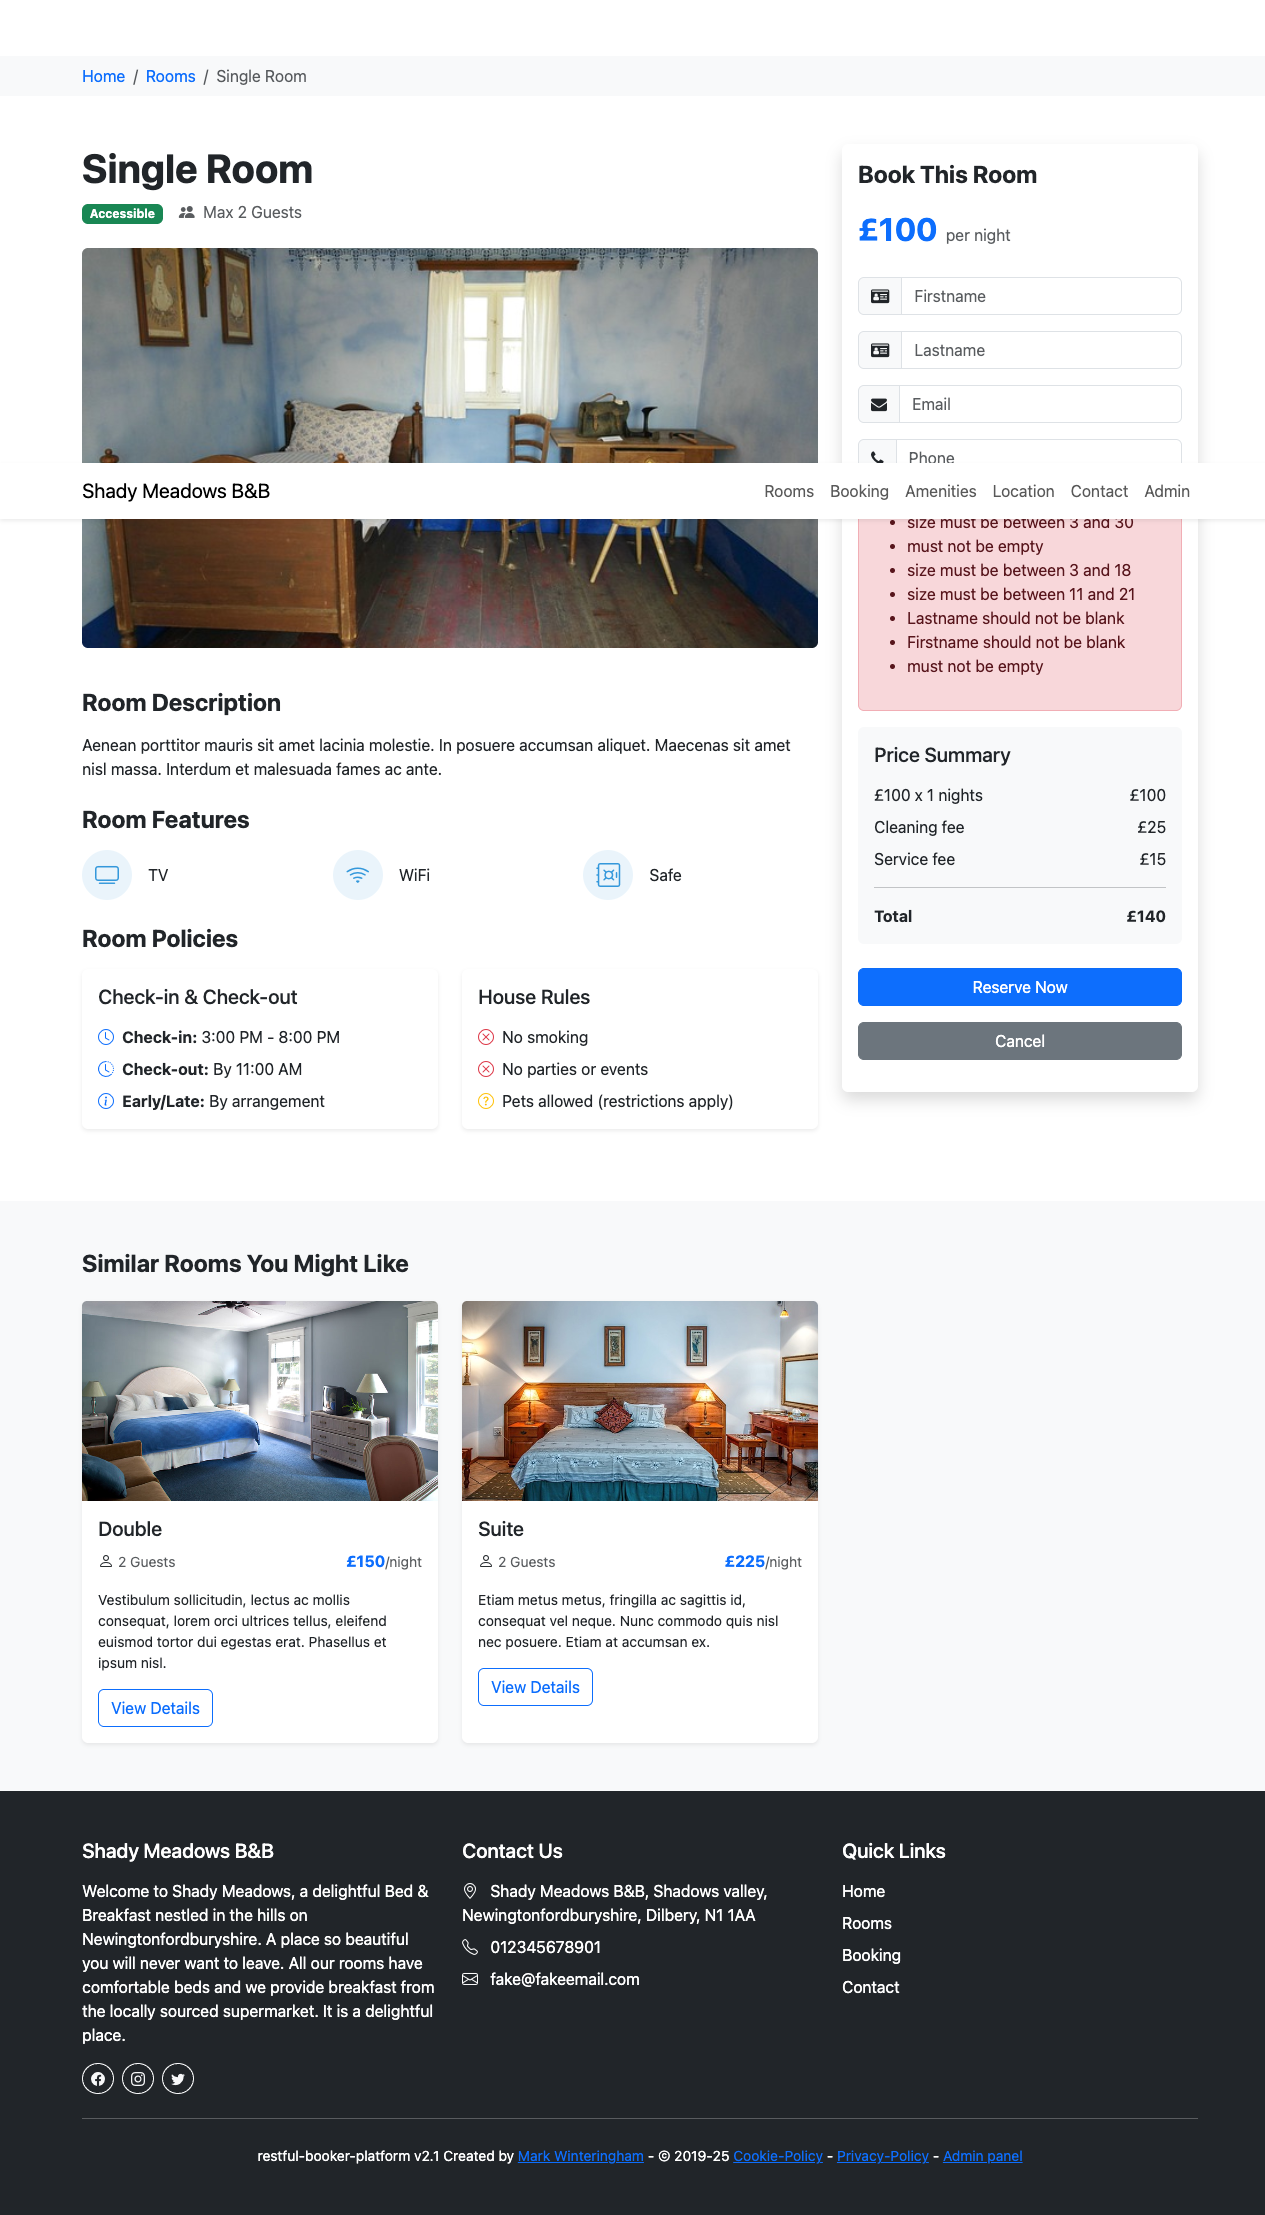 Home / Rooms / Single Room
Single Room
Accessible Max 2 Guests
Book This Room
£100 per night
Firstname
Lastname
Email
Phone
Shady Meadows B&B Rooms Booking Amenities Location Contact Admin
size must be between 3 and 30
must not be empty
size must be between 3 and 18
size must be between 11 and 21
Lastname should not be blank
Firstname should not be blank
must not be empty
Price Summary
£100 x 1 nights £100
Cleaning fee £25
Service fee £15
Total £140
Reserve Now
Cancel
Room Description
Aenean porttitor mauris sit amet lacinia molestie. In posuere accumsan aliquet. Maecenas sit amet
nisl massa. Interdum et malesuada fames ac ante.
Room Features
TV WiFi Safe
Room Policies
Check-in & Check-out
Check-in: 3:00 PM - 8:00 PM
Check-out: By 11:00 AM
Early/Late: By arrangement
House Rules
No smoking
No parties or events
Pets allowed (restrictions apply)
Similar Rooms You Might Like
Double
2 Guests £150/night
Vestibulum sollicitudin, lectus ac mollis
consequat, lorem orci ultrices tellus, eleifend
euismod tortor dui egestas erat. Phasellus et
ipsum nisl.
View Details
Suite
2 Guests £225/night
Etiam metus metus, fringilla ac sagittis id,
consequat vel neque. Nunc commodo quis nisl
nec posuere. Etiam at accumsan ex.
View Details
Shady Meadows B&B
Welcome to Shady Meadows, a delightful Bed &
Breakfast nestled in the hills on
Newingtonfordburyshire. A place so beautiful
you will never want to leave. All our rooms have
comfortable beds and we provide breakfast from
the locally sourced supermarket. It is a delightful
place.
Contact Us
Shady Meadows B&B, Shadows valley,
Newingtonfordburyshire, Dilbery, N1 1AA
012345678901
fake@fakeemail.com
Quick Links
Home
Rooms
Booking
Contact
restful-booker-platform v2.1 Created by Mark Winteringham - © 2019-25 Cookie-Policy - Privacy-Policy - Admin panel